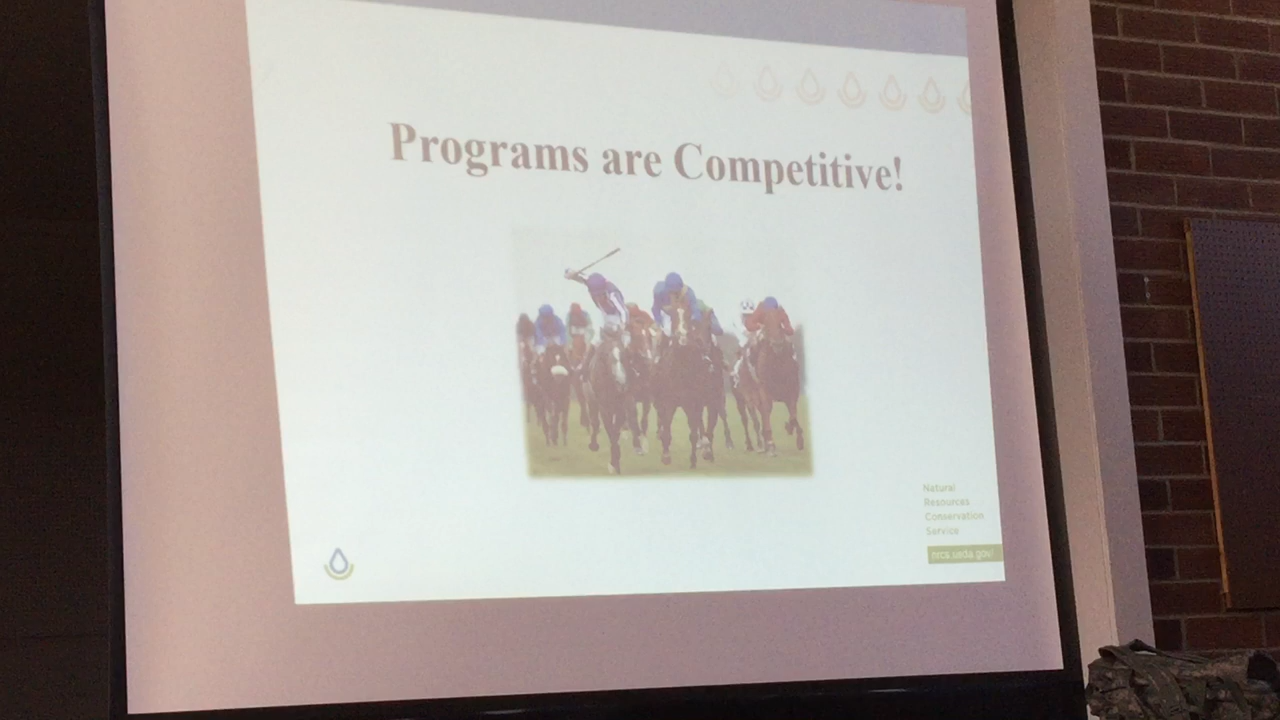 Programs are Competitive!
Natural
Resources
Conservation
Service
nrcs.usda.gov/